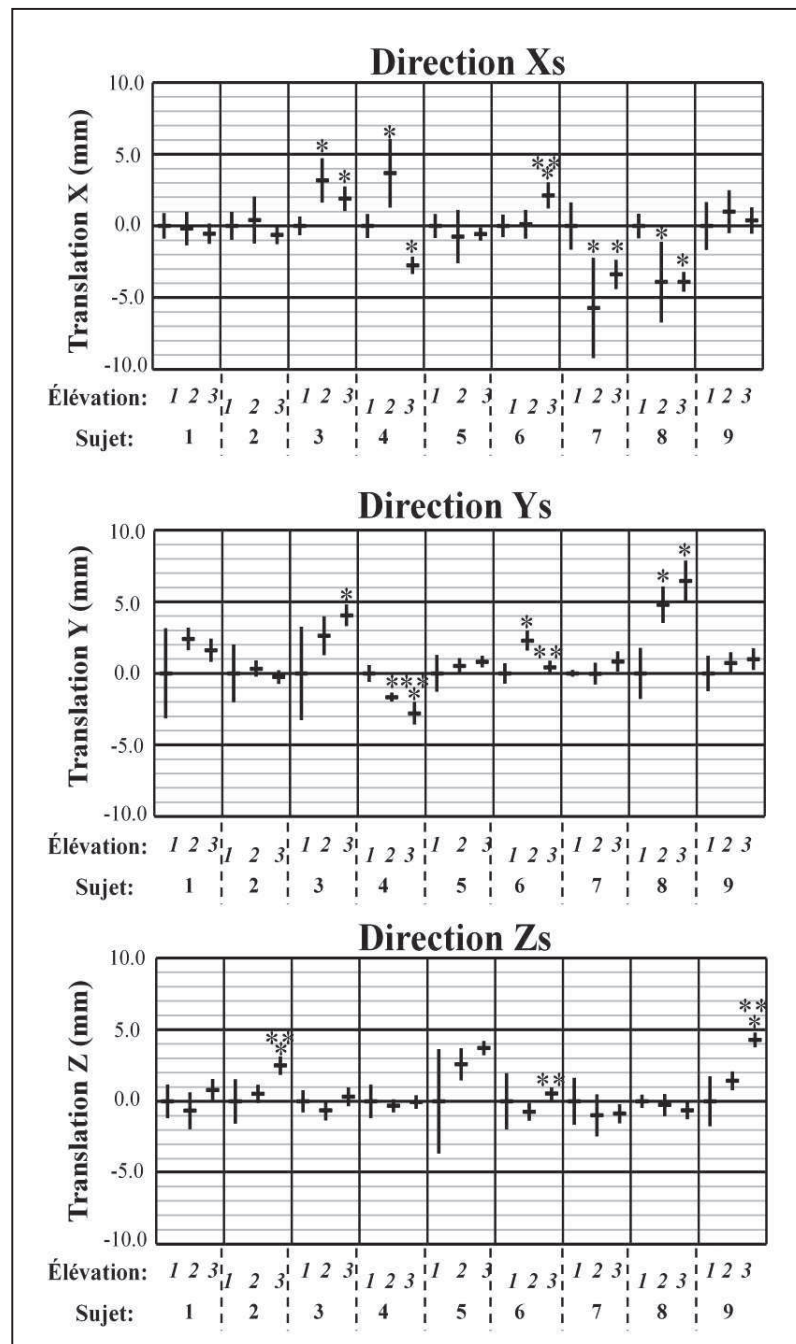 Direction Xs
Translation X (mm)
10.0
5.0
0.0
-5.0
-10.0
* * * * ** * * * * *
Élévation: 1 2 3 1 2 3 1 2 3 1 2 3 1 2 3 1 2 3 1 2 3 1 2 3 1 2 3
Sujet: 1 2 3 4 5 6 7 8 9
Direction Ys
Translation Y (mm)
10.0
5.0
0.0
-5.0
-10.0
* *** * * ** * *
Élévation: 1 2 3 1 2 3 1 2 3 1 2 3 1 2 3 1 2 3 1 2 3 1 2 3 1 2 3
Sujet: 1 2 3 4 5 6 7 8 9
Direction Zs
Translation Z (mm)
10.0
5.0
0.0
-5.0
-10.0
** * ** ** *
Élévation: 1 2 3 1 2 3 1 2 3 1 2 3 1 2 3 1 2 3 1 2 3 1 2 3 1 2 3
Sujet: 1 2 3 4 5 6 7 8 9